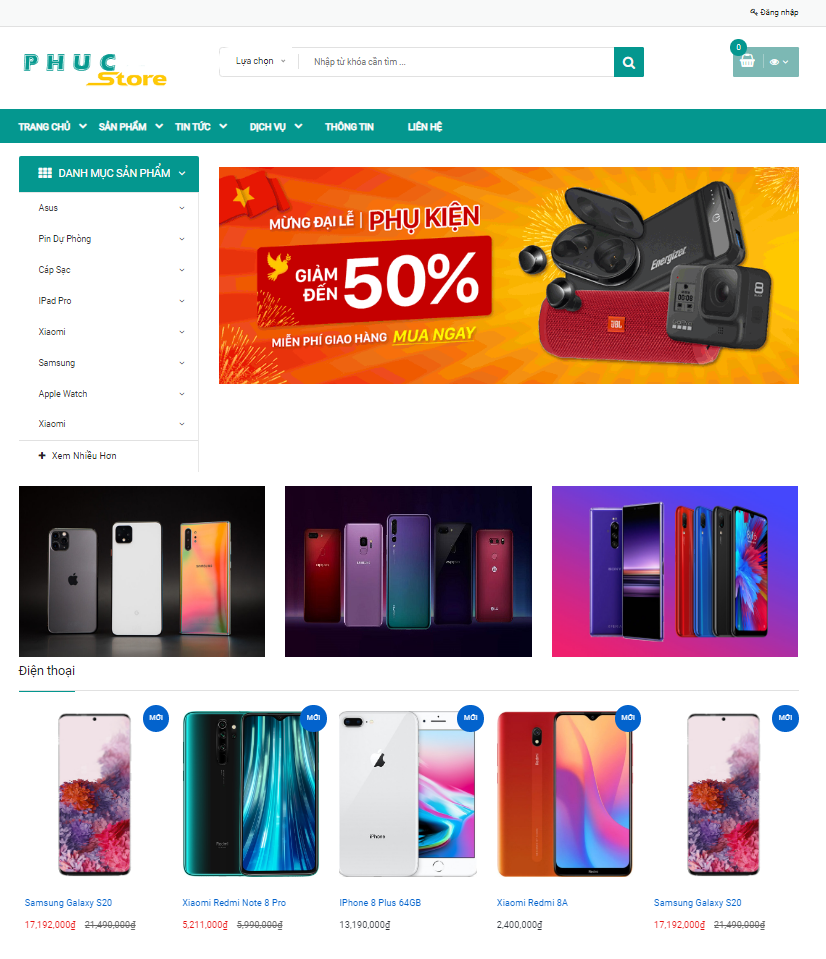 Đăng nhập
PHUC
Store
Lựa chọn
Nhập từ khóa cần tìm ...
0
TRANG CHỦ SẢN PHẨM TIN TỨC DỊCH VỤ THÔNG TIN LIÊN HỆ
DANH MỤC SẢN PHẨM
Asus
Pin Dự Phòng
Cáp Sạc
IPad Pro
Xiaomi
Samsung
Apple Watch
Xiaomi
Xem Nhiều Hơn
MỪNG ĐẠI LỄ | PHỤ KIỆN
GIẢM ĐẾN 50%
MIỄN PHÍ GIAO HÀNG MUA NGAY
Energizer
JBL
Điện thoại
MỚI MỚI MỚI MỚI MỚI
iPhone
Samsung Galaxy S20 Xiaomi Redmi Note 8 Pro IPhone 8 Plus 64GB Xiaomi Redmi 8A Samsung Galaxy S20
17,192,000₫ 21,490,000₫ 5,211,000₫ 5,990,000₫ 13,190,000₫ 2,400,000₫ 17,192,000₫ 21,490,000₫